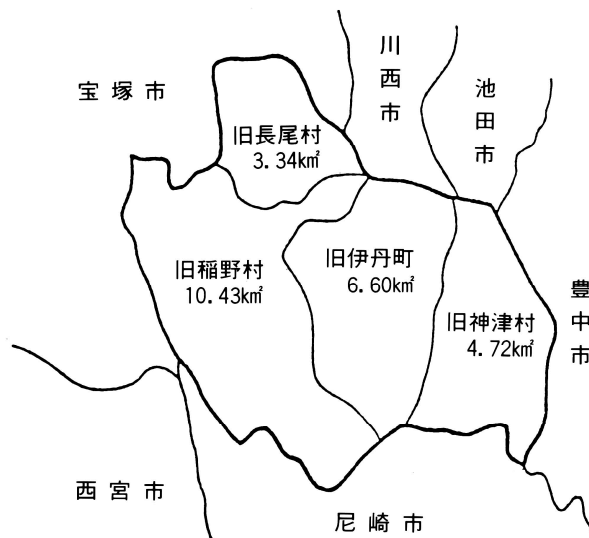 宝塚市
川西市
池田市
旧長尾村
3.34km²
旧稲野村
10.43km²
旧伊丹町
6.60km²
旧神津村
4.72km²
豊中市
西宮市
尼崎市